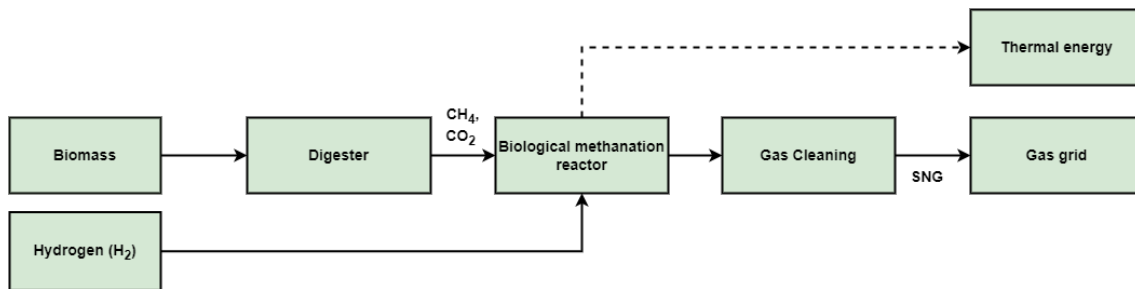 Thermal energy
Biomass
Digester
CH₄,
CO₂
Biological methanation
reactor
Gas Cleaning
SNG
Gas grid
Hydrogen (H₂)